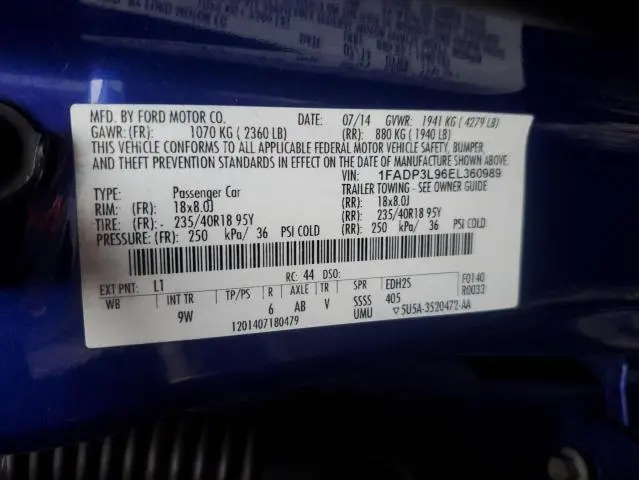 MFD. BY FORD MOTOR CO. DATE: 07/14 GVWR: 1941 KG ( 4279 LB)
GAWR: (FR): 1070 KG ( 2360 LB) (RR): 880 KG ( 1940 LB)
THIS VEHICLE CONFORMS TO ALL APPLICABLE FEDERAL MOTOR VEHICLE SAFETY, BUMPER,
AND THEFT PREVENTION STANDARDS IN EFFECT ON THE DATE OF MANUFACTURE SHOWN ABOVE.
VIN: 1FADP3L96EL360989
TYPE: Passenger Car TRAILER TOWING - SEE OWNER GUIDE
RIM: (FR) 18x8.0J (RR) : 18x8.0J
TIRE: (FR) - 235/40R18 95Y (RR) : 235/40R18 95Y
PRESSURE: (FR) : 250 kPa/ 36 PSI COLD (RR) : 250 kPa/ 36 PSI COLD
RC: 44 DSO:
EXT PNT: L1
WB INT TR TP/PS R AXLE TR SPR EDH2S F0140
9W 6 AB V SSSS 405 R0033
1201407180479 UMU ▽5U5A-3520472-AA